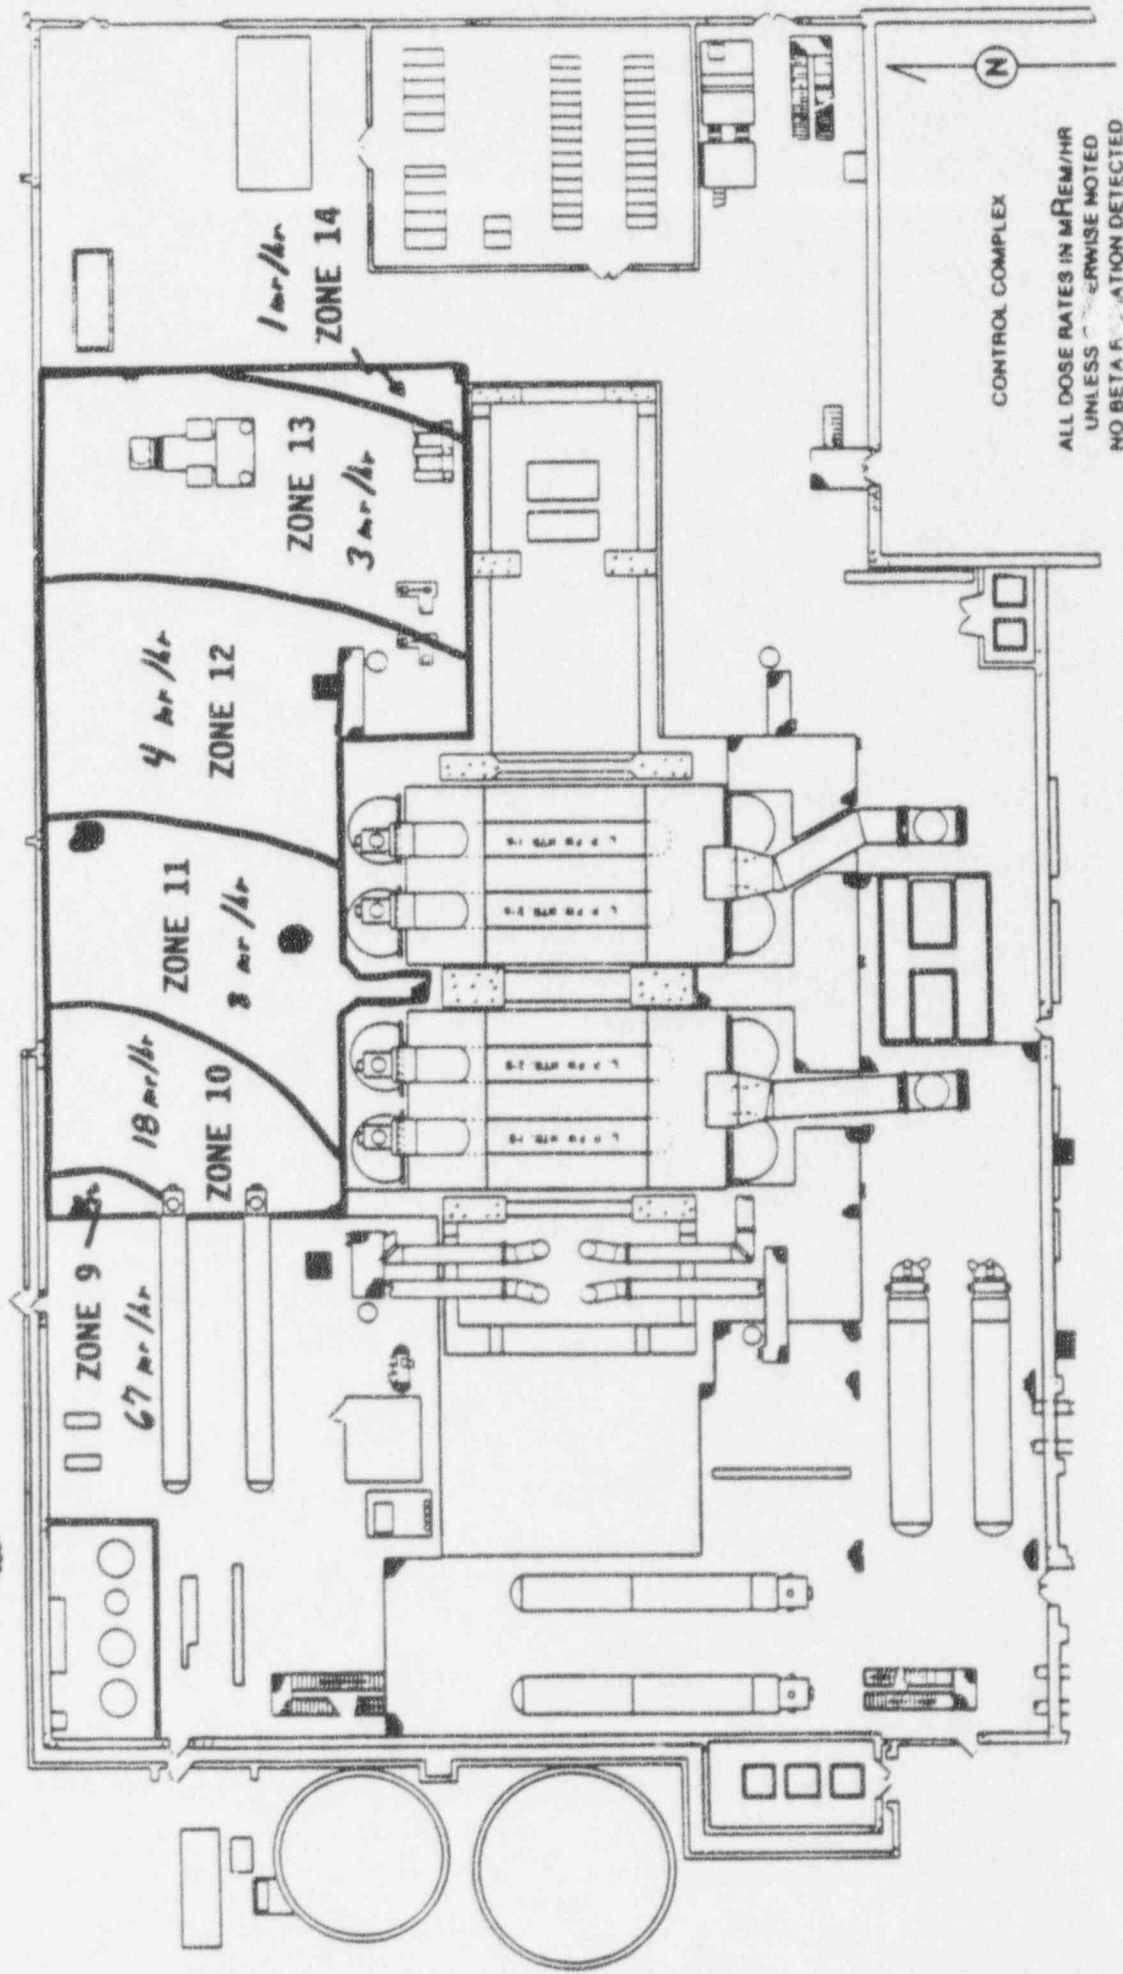 ZONE 9
67 mr/hr
18 mr/hr
ZONE 10
ZONE 11
8 mr/hr
4 mr/hr
ZONE 12
ZONE 13
3 mr/hr
1 mr/hr
ZONE 14
N
CONTROL COMPLEX
ALL DOSE RATES IN MREM/HR
UNLESS NOTED
NO BETA DETECTED